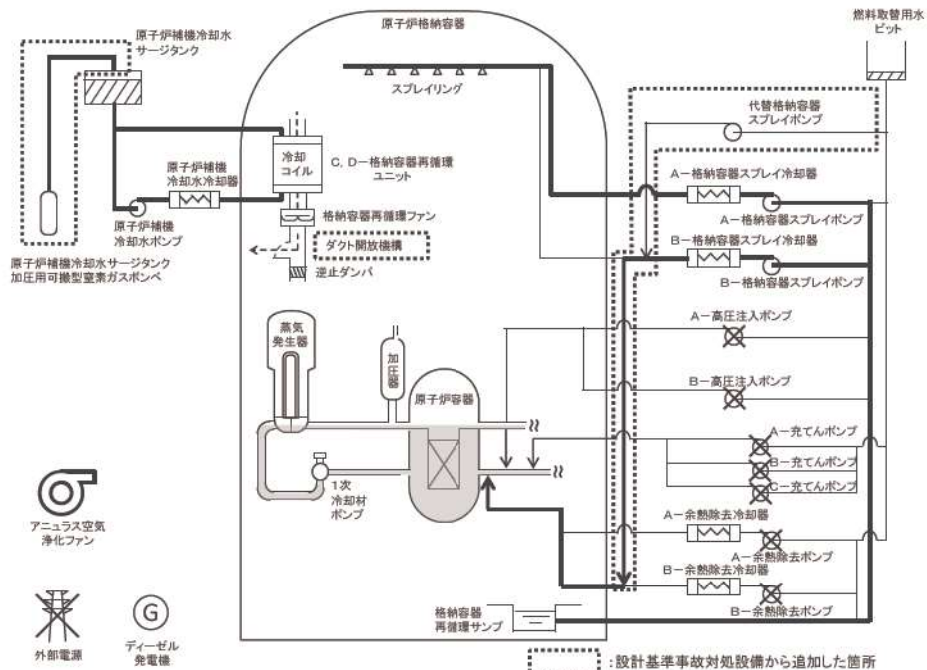 原子炉補機冷却水
サージタンク
原子炉格納容器
燃料取替用水
ピット
スプレイリング
代替格納容器
スプレイポンプ
冷却
コイル
C, D－格納容器再循環
ユニット
原子炉補機
冷却水冷却器
A－格納容器スプレイ冷却器
A－格納容器スプレイポンプ
格納容器再循環ファン
原子炉補機
冷却水ポンプ
ダクト開放機構
B－格納容器スプレイ冷却器
B－格納容器スプレイポンプ
原子炉補機冷却水サージタンク
加圧用可搬型窒素ガスボンベ
逆止ダンパ
A－高圧注入ポンプ
蒸気
発生器
加圧器
原子炉容器
B－高圧注入ポンプ
A－充てんポンプ
B－充てんポンプ
C－充てんポンプ
1次
冷却材
ポンプ
アニュラス空気
浄化ファン
A－余熱除去冷却器
A－余熱除去ポンプ
B－余熱除去冷却器
B－余熱除去ポンプ
格納容器
再循環サンプ
外部電源
G
ディーゼル
発電機
：設計基準事故対処設備から追加した箇所